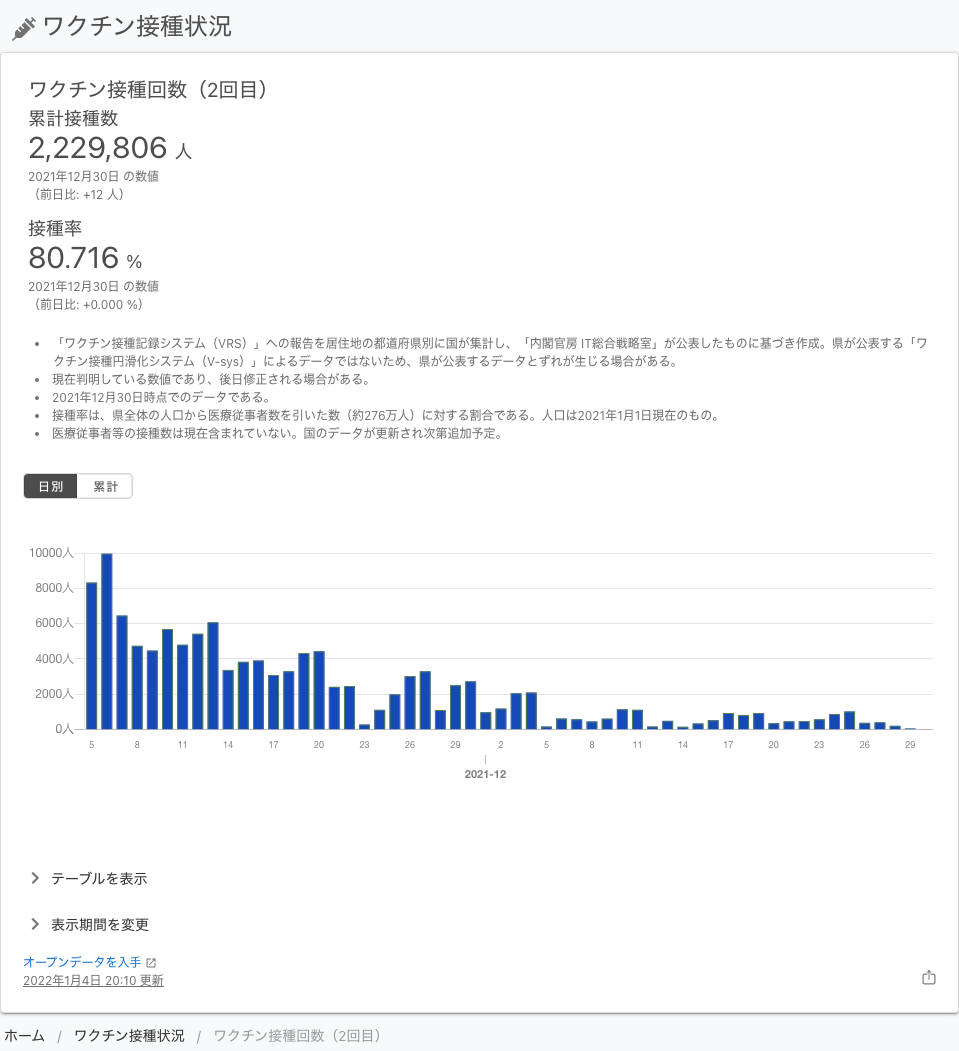 ワクチン接種状況
ワクチン接種回数（2回目）
累計接種数
2,229,806 人
2021年12月30日 の数値
（前日比: +12 人）
接種率
80.716 %
2021年12月30日 の数値
（前日比: +0.000 %）
• 「ワクチン接種記録システム（VRS）」への報告を居住地の都道府県別に国が集計し、「内閣官房 IT総合戦略室」が公表したものに基づき作成。県が公表する「ワ
クチン接種円滑化システム（V-sys）」によるデータではないため、県が公表するデータとずれが生じる場合がある。
• 現在判明している数値であり、後日修正される場合がある。
• 2021年12月30日時点でのデータである。
• 接種率は、県全体の人口から医療従事者数を引いた数（約276万人）に対する割合である。人口は2021年1月1日現在のもの。
• 医療従事者等の接種数は現在含まれていない。国のデータが更新され次第追加予定。
日別 累計
10000人
8000人
6000人
4000人
2000人
0人
5 8 11 14 17 20 23 26 29 2 5 8 11 14 17 20 23 26 29
2021-12
テーブルを表示
表示期間を変更
オープンデータを入手
2022年1月4日 20:10 更新
ホーム / ワクチン接種状況 / ワクチン接種回数（2回目）